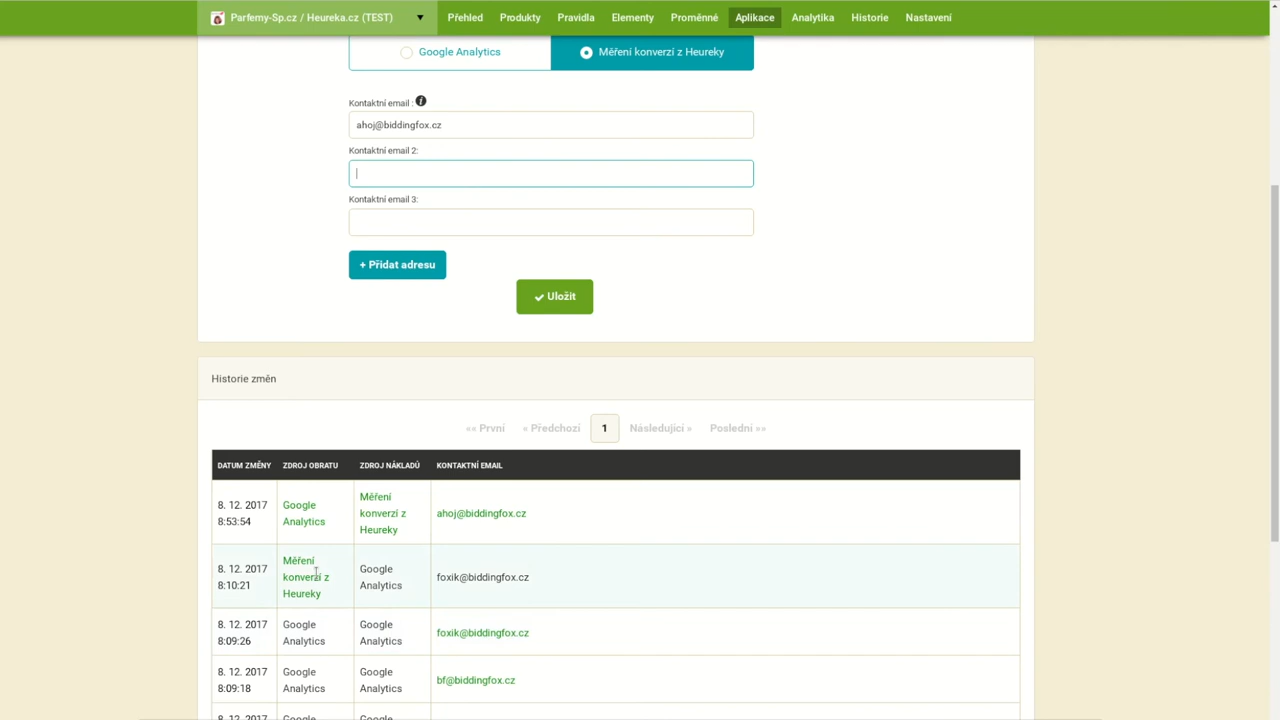 Parfemy-Sp.cz / Heureka.cz (TEST) ▼ Přehled Produkty Pravidla Elementy Proměnné Aplikace Analytika Historie Nastavení
Google Analytics Měření konverzí z Heureky
Kontaktní email :
ahoj@biddingfox.cz
Kontaktní email 2:
Kontaktní email 3:
+ Přidat adresu
Uložit
Historie změn
«« První « Předchozí 1 Následující » Poslední »»
DATUM ZMĚNY ZDROJ OBRATU ZDROJ NÁKLADŮ KONTAKTNÍ EMAIL
8. 12. 2017
8:53:54
Google
Analytics
Měření
konverzí z
Heureky
ahoj@biddingfox.cz
8. 12. 2017
8:10:21
Měření
konverzí z
Heureky
Google
Analytics
foxik@biddingfox.cz
8. 12. 2017
8:09:26
Google
Analytics
Google
Analytics
foxik@biddingfox.cz
8. 12. 2017
8:09:18
Google
Analytics
Google
Analytics
bf@biddingfox.cz
8. 12. 2017 Google Google